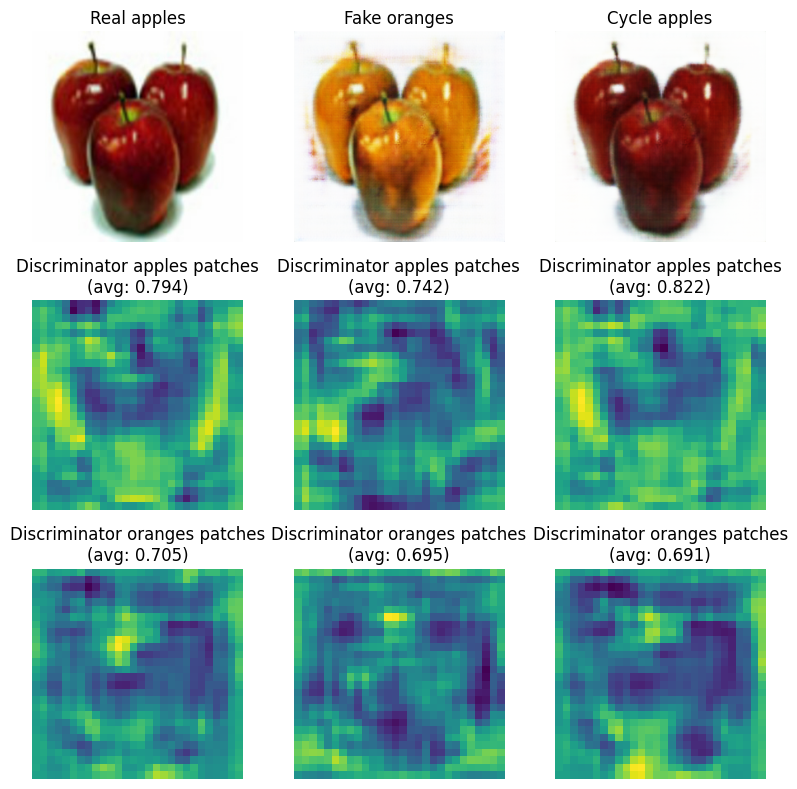 Real apples
Fake oranges
Cycle apples
Discriminator apples patches
(avg: 0.794)
Discriminator apples patches
(avg: 0.742)
Discriminator apples patches
(avg: 0.822)
Discriminator oranges patches
(avg: 0.705)
Discriminator oranges patches
(avg: 0.695)
Discriminator oranges patches
(avg: 0.691)